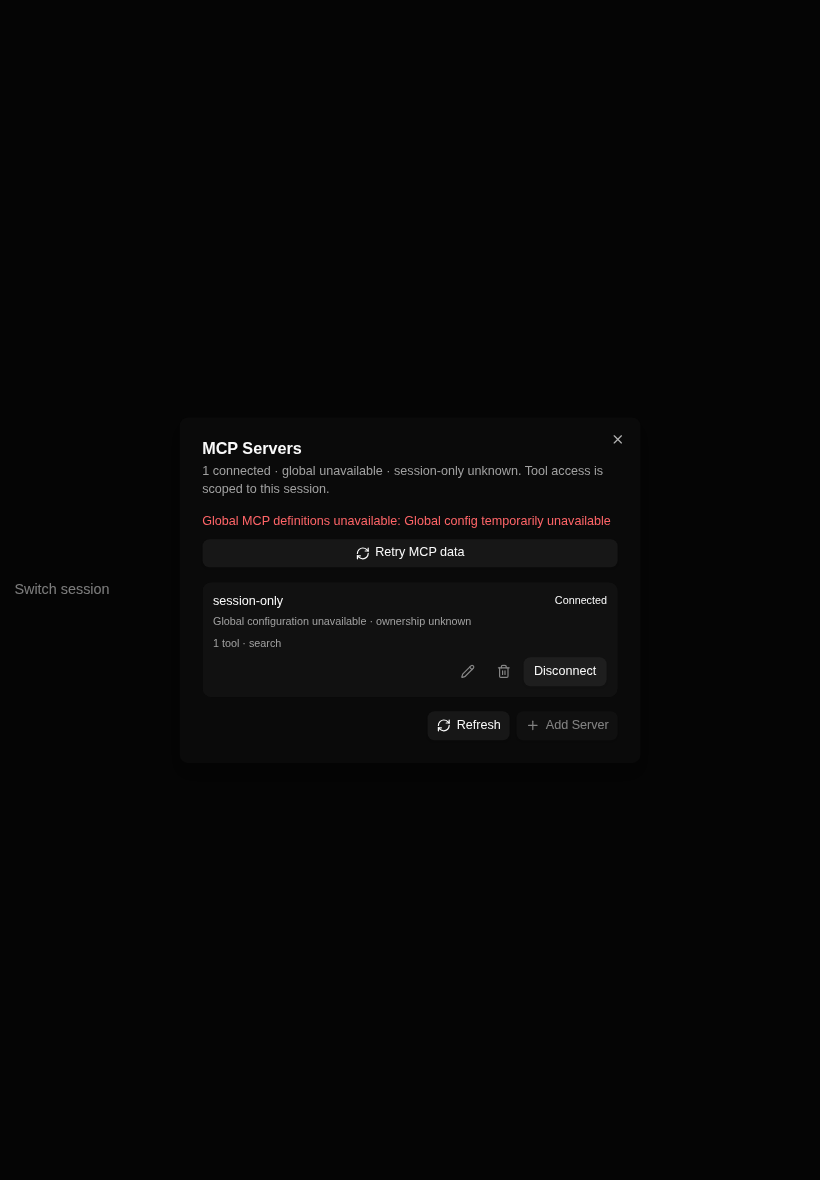 MCP Servers
1 connected · global unavailable · session-only unknown. Tool access is
scoped to this session.
Global MCP definitions unavailable: Global config temporarily unavailable
Retry MCP data
Switch session
session-only
Connected
Global configuration unavailable · ownership unknown
1 tool · search
Disconnect
Refresh
Add Server